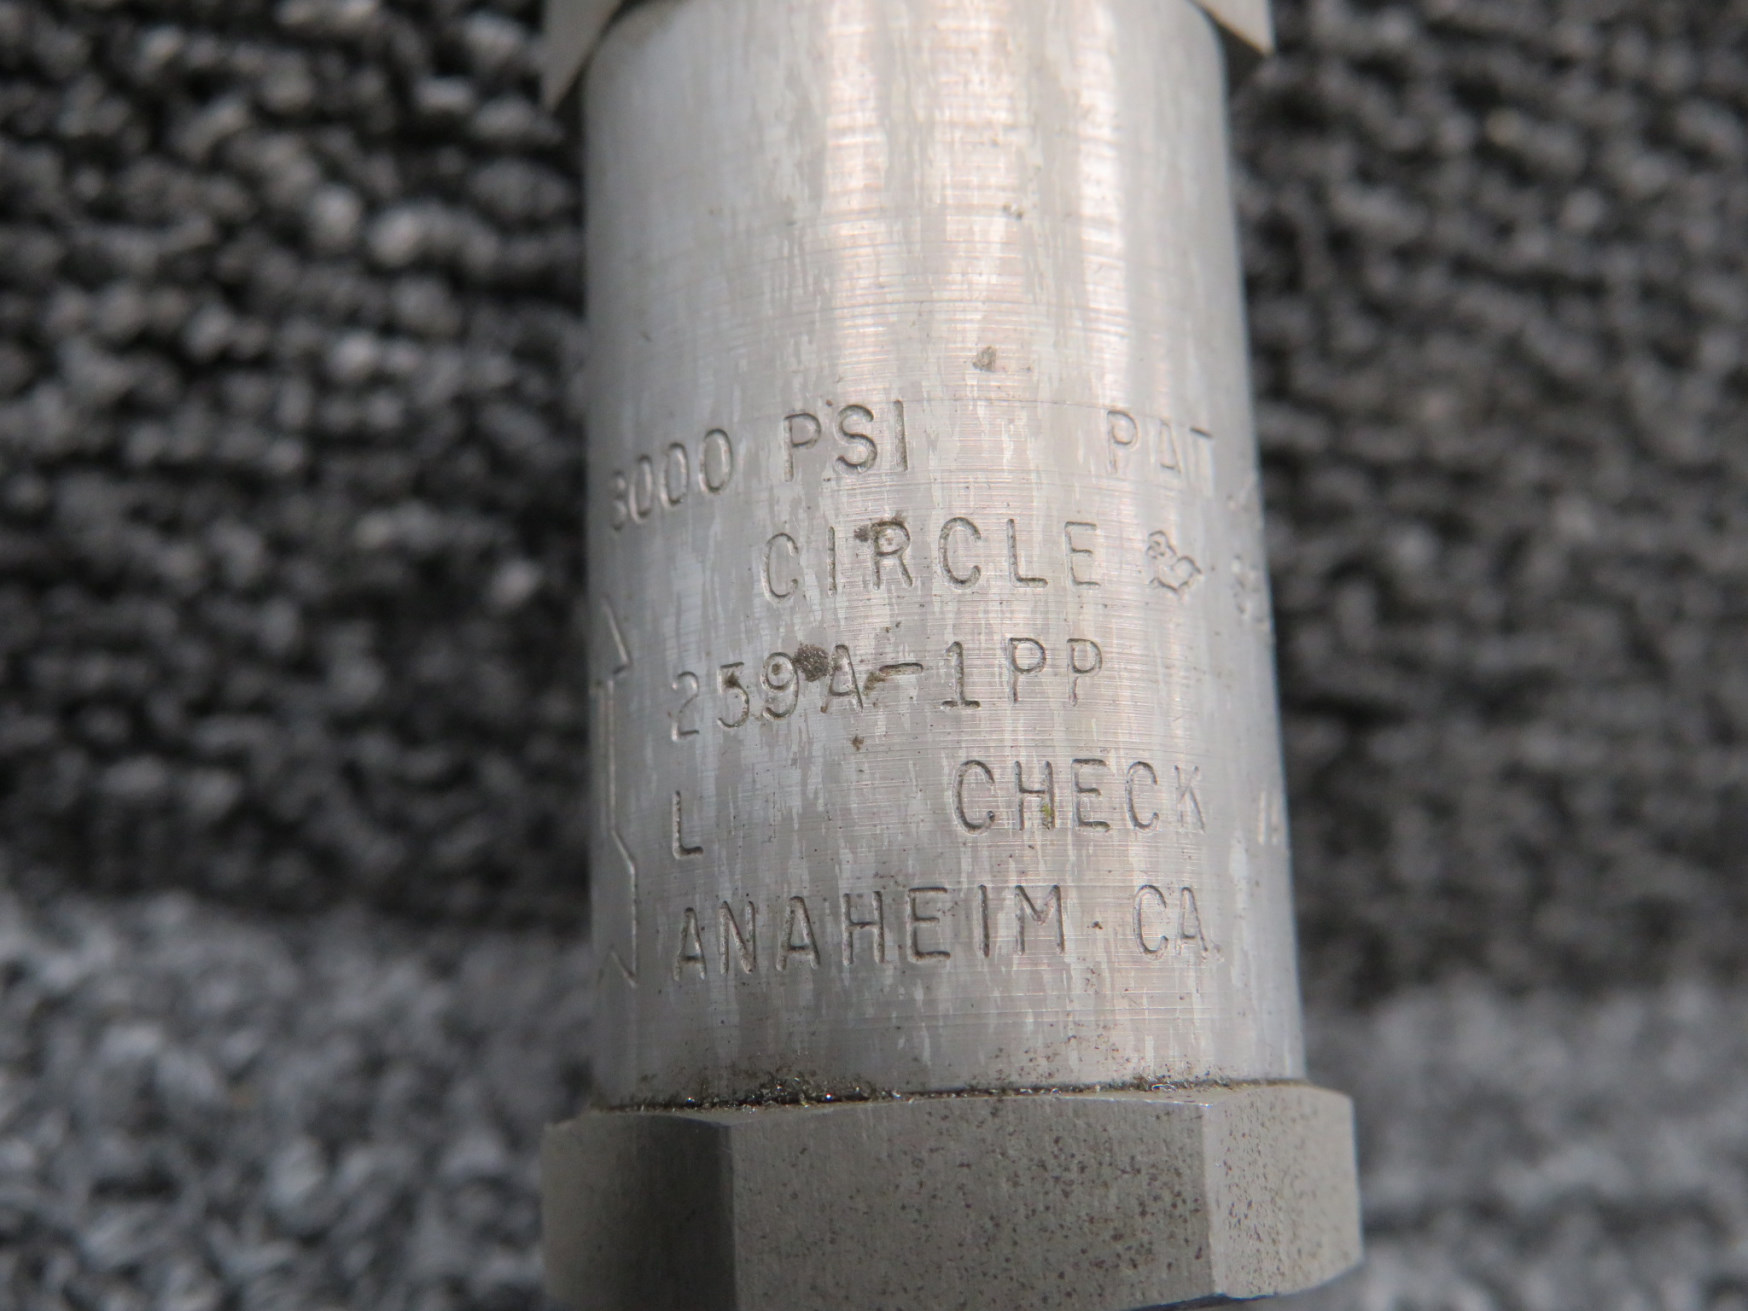 3000 PSI PAT
CIRCLE
259A-1PP
L CHECK
ANAHEIM CA.